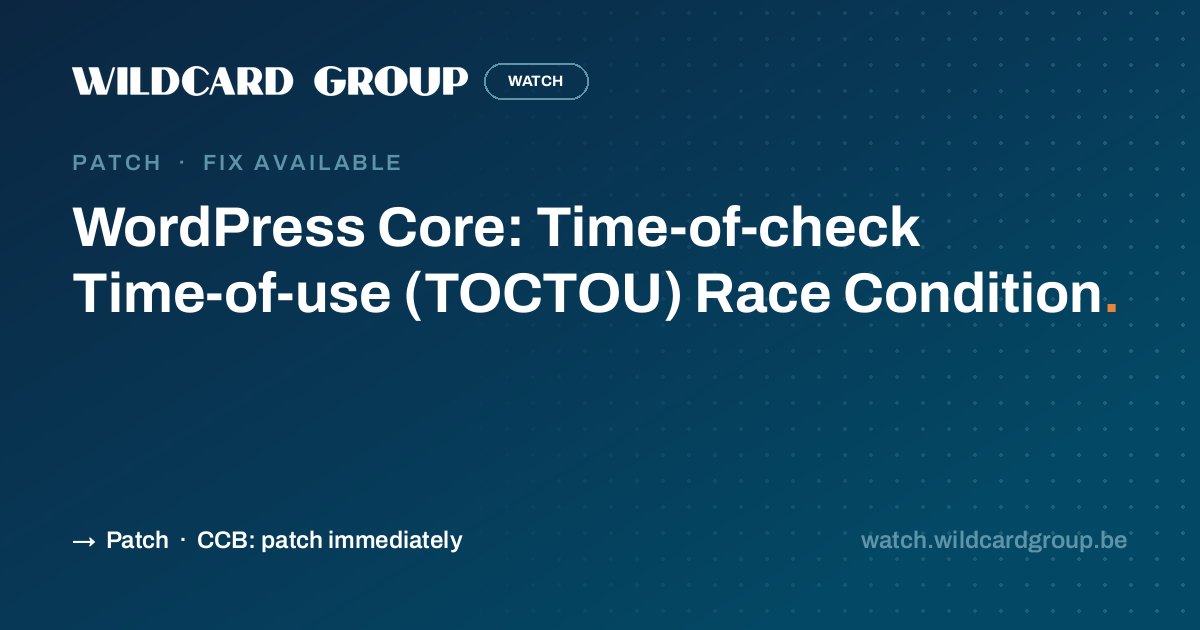 WILDCARD GROUP WATCH
PATCH · FIX AVAILABLE
WordPress Core: Time-of-check
Time-of-use (TOCTOU) Race Condition.
→ Patch · CCB: patch immediately
watch.wildcardgroup.be